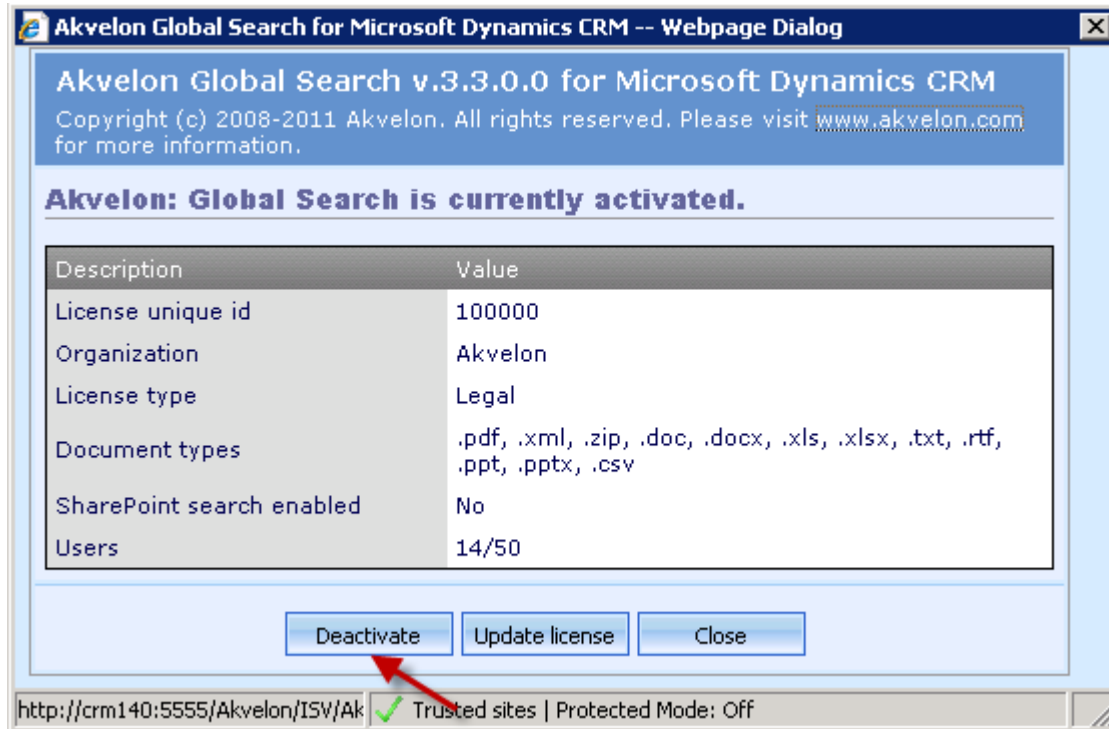 Akvelon Global Search for Microsoft Dynamics CRM -- Webpage Dialog
Akvelon Global Search v.3.3.0.0 for Microsoft Dynamics CRM
Copyright (c) 2008-2011 Akvelon. All rights reserved. Please visit www.akvelon.com
for more information.
Akvelon: Global Search is currently activated.
Description Value
License unique id 100000
Organization Akvelon
License type Legal
Document types .pdf, .xml, .zip, .doc, .docx, .xls, .xlsx, .txt, .rtf,
.ppt, .pptx, .csv
SharePoint search enabled No
Users 14/50
Deactivate Update license Close
http://crm140:5555/Akvelon/ISV/Ak Trusted sites | Protected Mode: Off